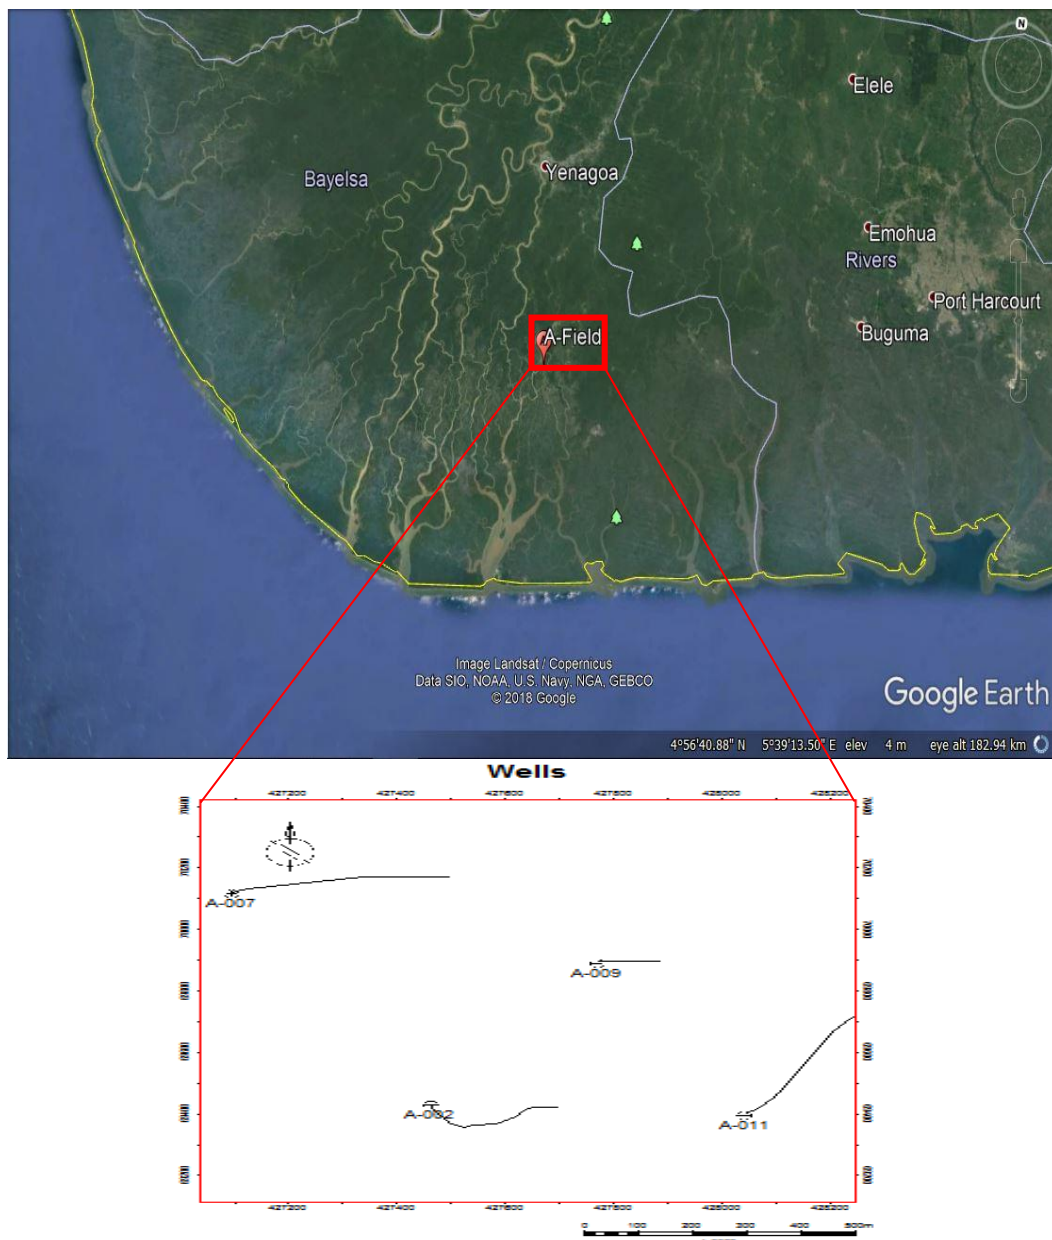 N
Elele
Yenagoa
Bayelsa
Emohua
Rivers
Port Harcourt
A-Field
Buguma
Image Landsat / Copernicus
Data SIO, NOAA, U.S. Navy, NGA, GEBCO
© 2018 Google
Google Earth
4°56'40.88" N 5°39'13.50" E elev 4 m eye alt 182.94 km
Wells
427200 427400 427600 427800 428000 428200
A-007
A-009
A-002
A-011
427200 427400 427600 427800 428000 428200
0 100 200 300 400 500m